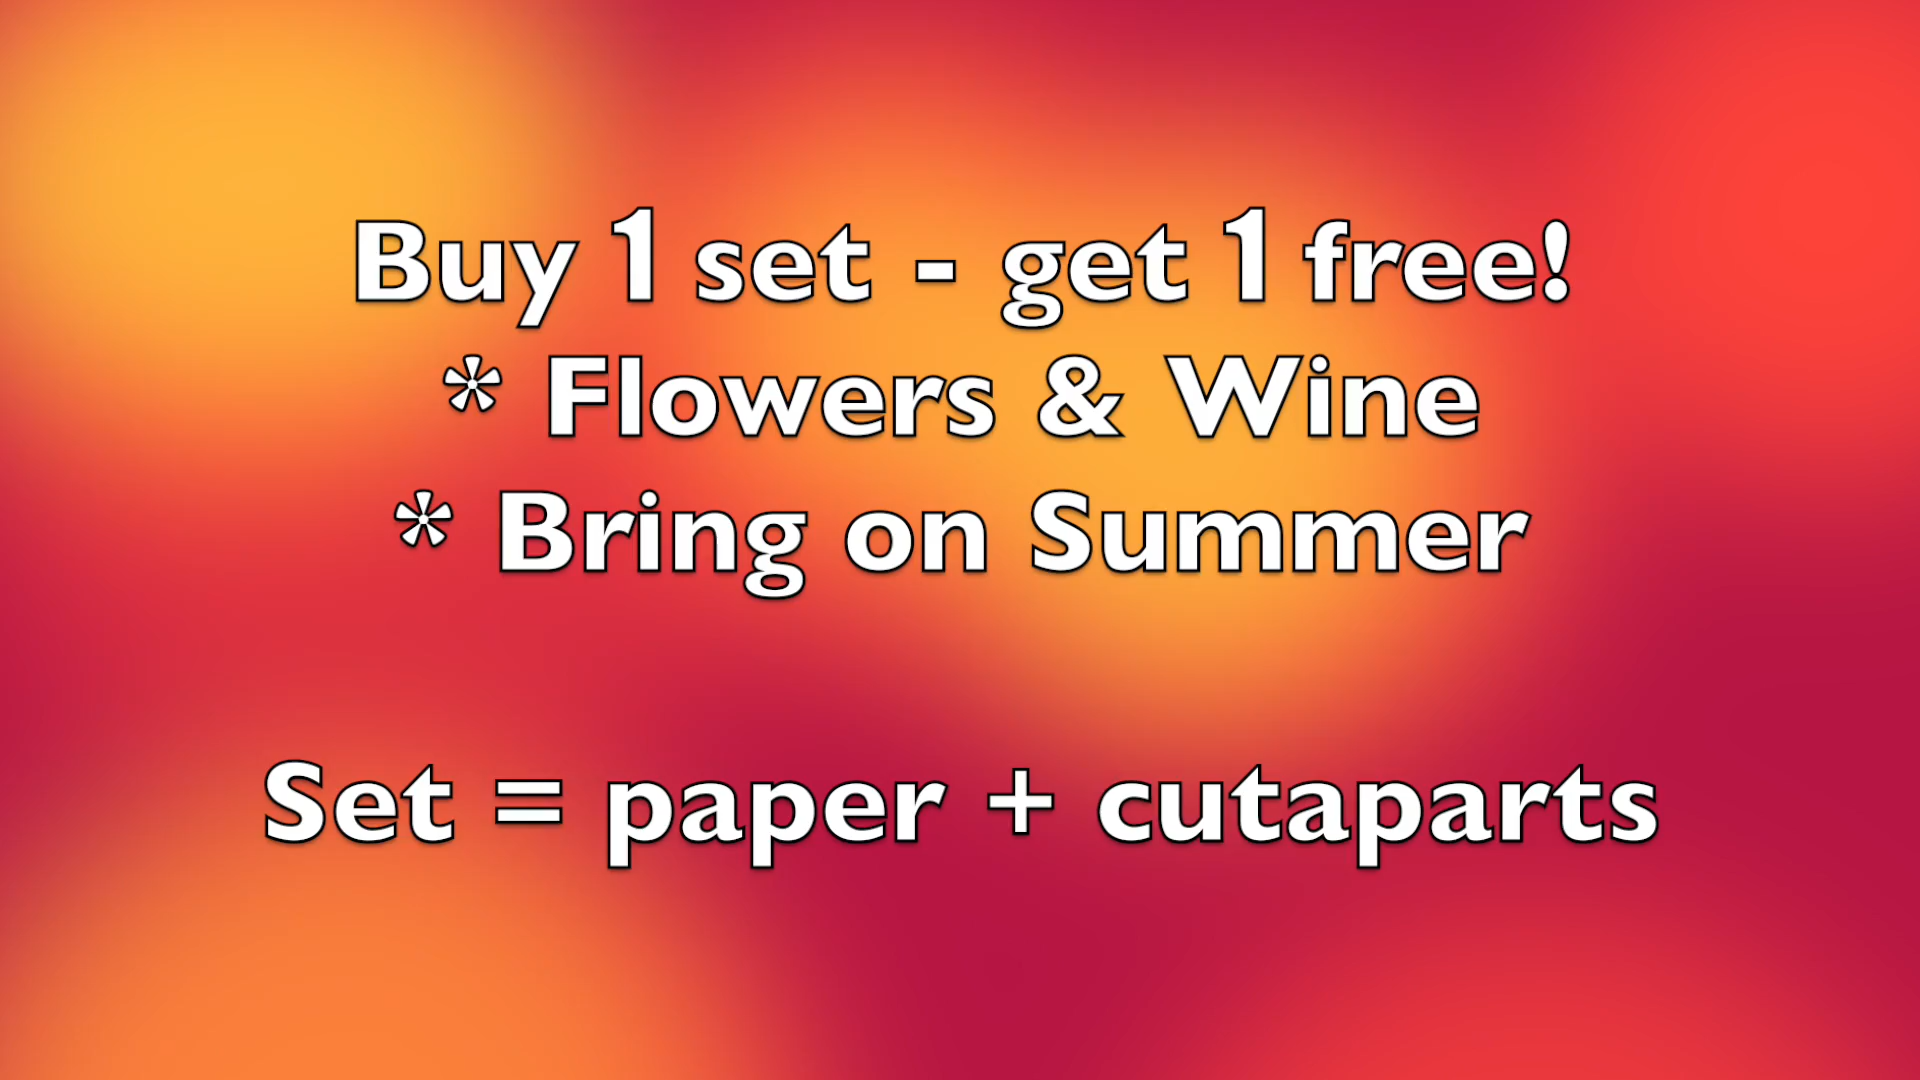 Buy 1 set - get 1 free!
* Flowers & Wine
* Bring on Summer
Set = paper + cutaparts